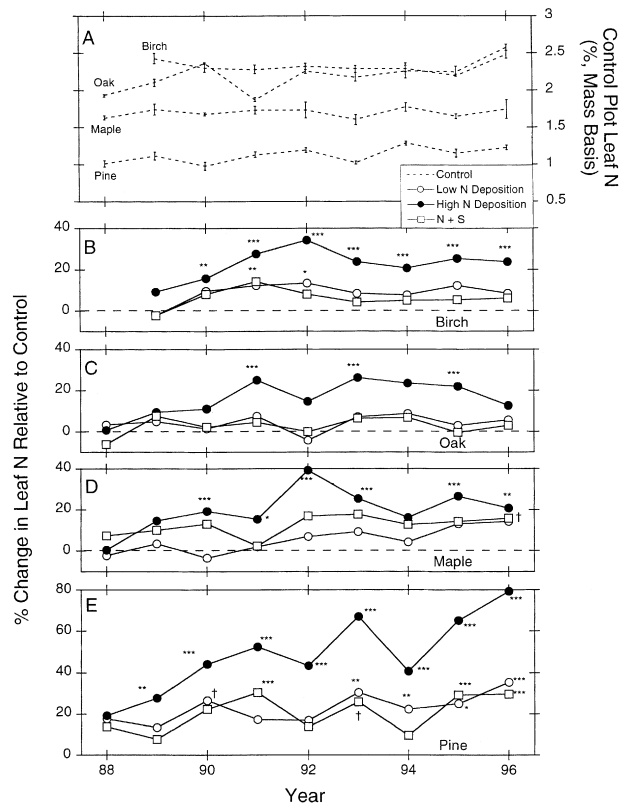 A
Birch
Oak
Maple
Pine
3
2.5
2
1.5
1
0.5
Control Plot Leaf N
(%, Mass Basis)
Control
Low N Deposition
High N Deposition
N + S
% Change in Leaf N Relative to Control
B
40
20
0
** *** *** *** *** *** ***
** *
Birch
C
40
20
0
*** *** ***
Oak
D
40
20
0
*** * *** *** *** ** †
Maple
E
80
60
40
20
0
** *** *** *** *** *** *** ***
† *** ** ** *** ***
† * ***
Pine
88 90 92 94 96
Year